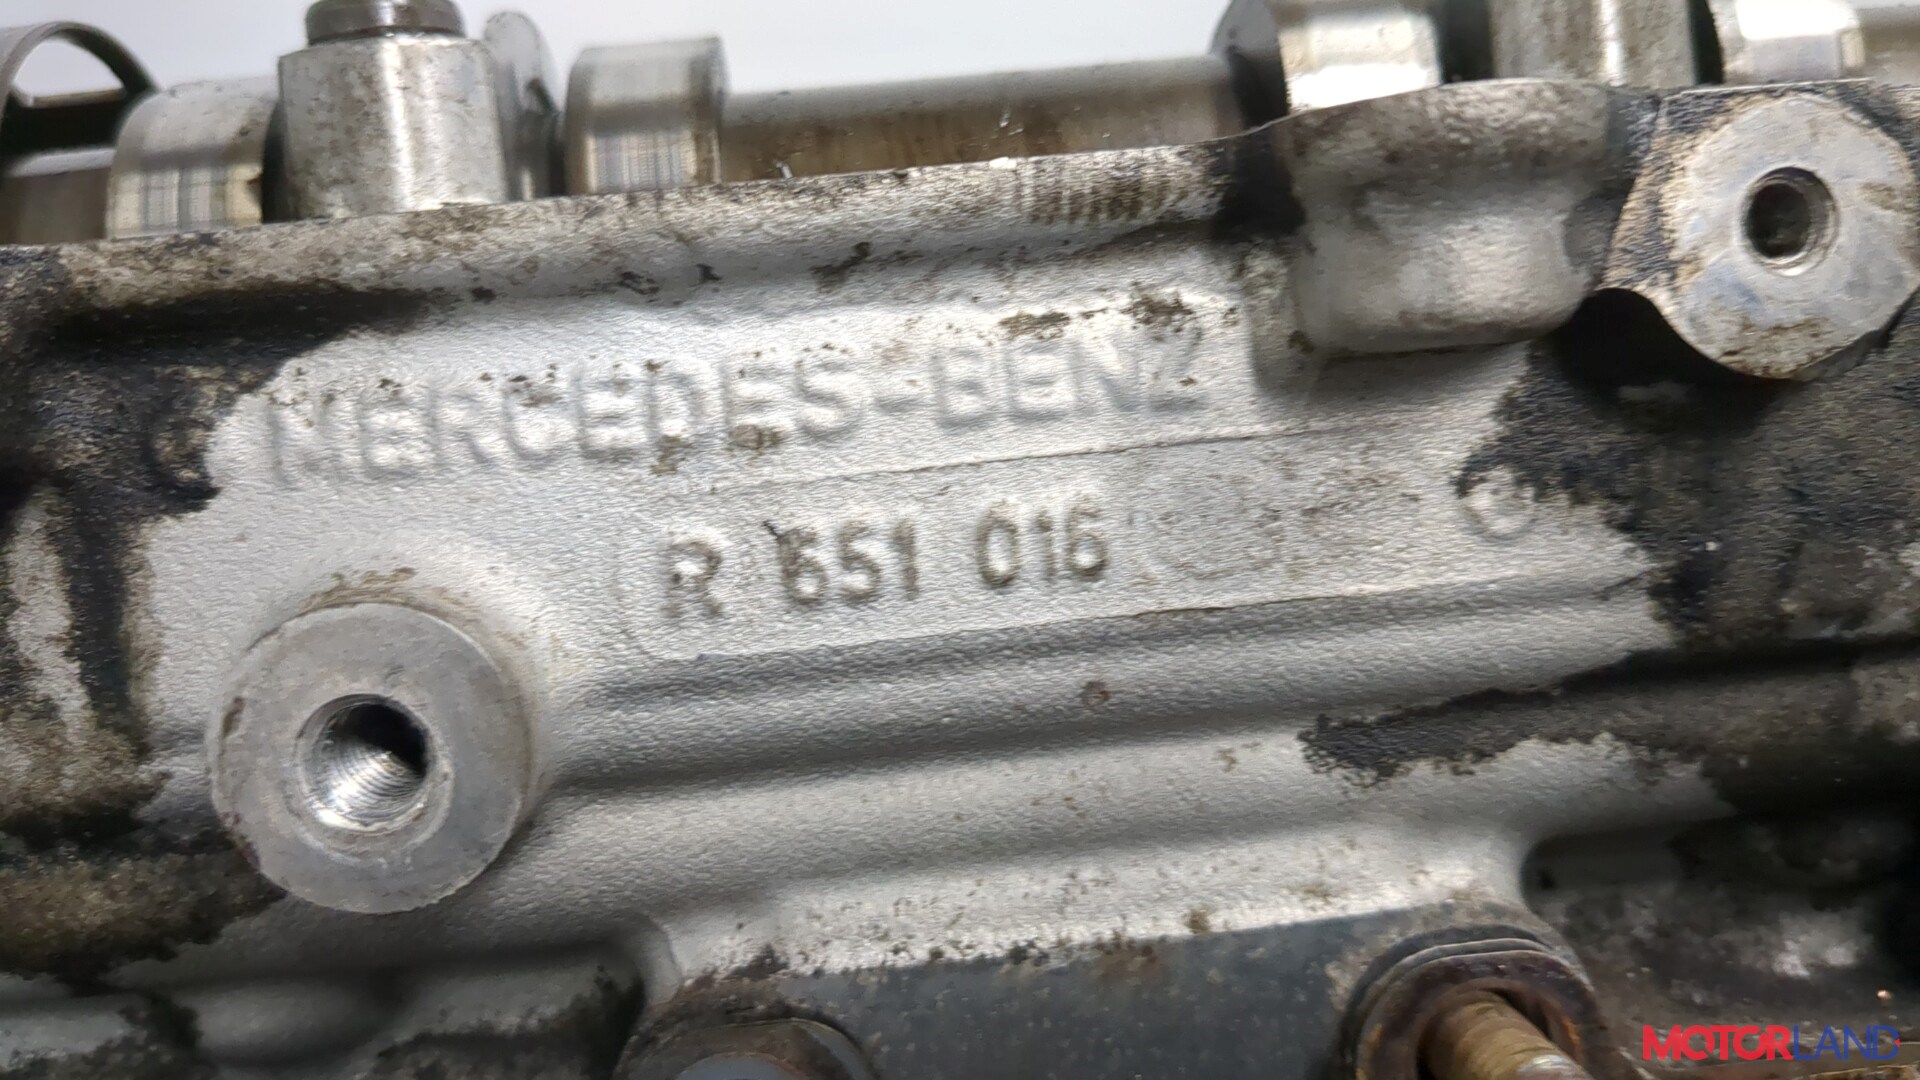 MERCEDES-BENZ
R 651 016
MOTORLAND